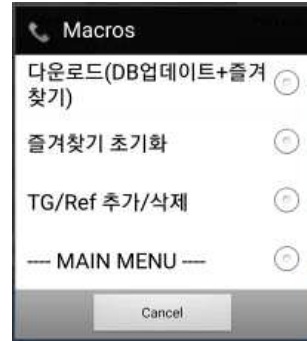 Macros
다운로드(DB업데이트+즐겨
찾기)
즐겨찾기 초기화
TG/Ref 추가/삭제
---- MAIN MENU ----
Cancel